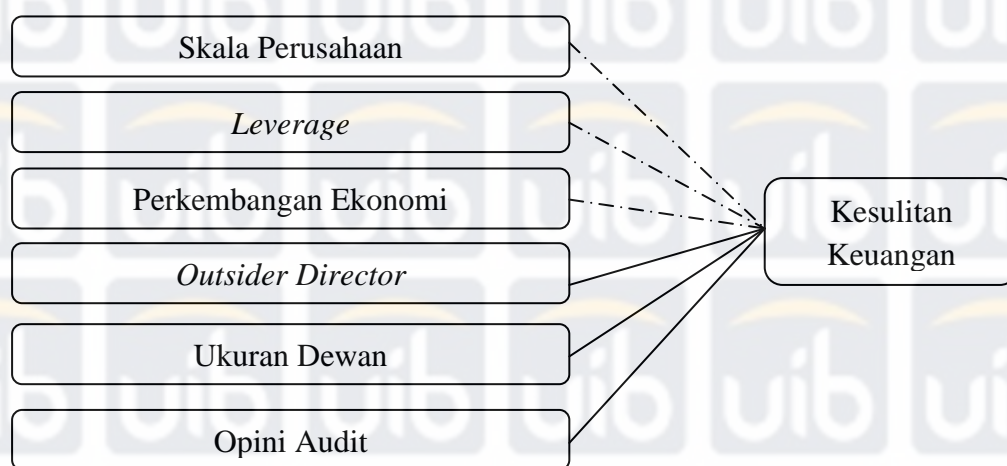 Skala Perusahaan
Leverage
Perkembangan Ekonomi
Outsider Director
Ukuran Dewan
Opini Audit
Kesulitan
Keuangan